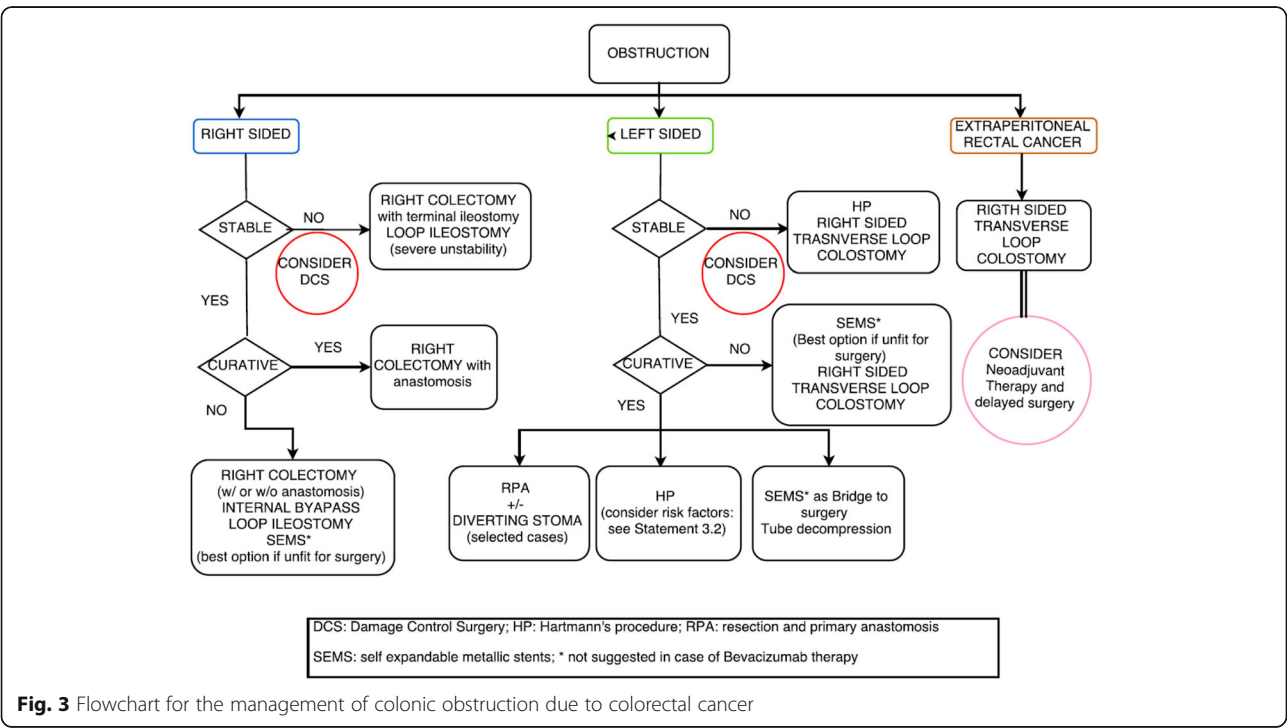 OBSTRUCTION
RIGHT SIDED
LEFT SIDED
EXTRAPERITONEAL
RECTAL CANCER
STABLE
NO
RIGHT COLECTOMY
with terminal ileostomy
LOOP ILEOSTOMY
(severe unstability)
CONSIDER
DCS
YES
CURATIVE
YES
RIGHT
COLECTOMY with
anastomosis
NO
RIGHT COLECTOMY
(w/ or w/o anastomosis)
INTERNAL BYAPASS
LOOP ILEOSTOMY
SEMS*
(best option if unfit for surgery)
STABLE
NO
HP
RIGHT SIDED
TRASNVERSE LOOP
COLOSTOMY
CONSIDER
DCS
YES
CURATIVE
NO
SEMS*
(Best option if unfit for
surgery)
RIGHT SIDED
TRANSVERSE LOOP
COLOSTOMY
YES
RPA
+/-
DIVERTING STOMA
(selected cases)
HP
(consider risk factors:
see Statement 3.2)
SEMS* as Bridge to
surgery
Tube decompression
RIGTH SIDED
TRANSVERSE
LOOP
COLOSTOMY
CONSIDER
Neoadjuvant
Therapy and
delayed surgery
DCS: Damage Control Surgery; HP: Hartmann's procedure; RPA: resection and primary anastomosis
SEMS: self expandable metallic stents; * not suggested in case of Bevacizumab therapy
Fig. 3 Flowchart for the management of colonic obstruction due to colorectal cancer